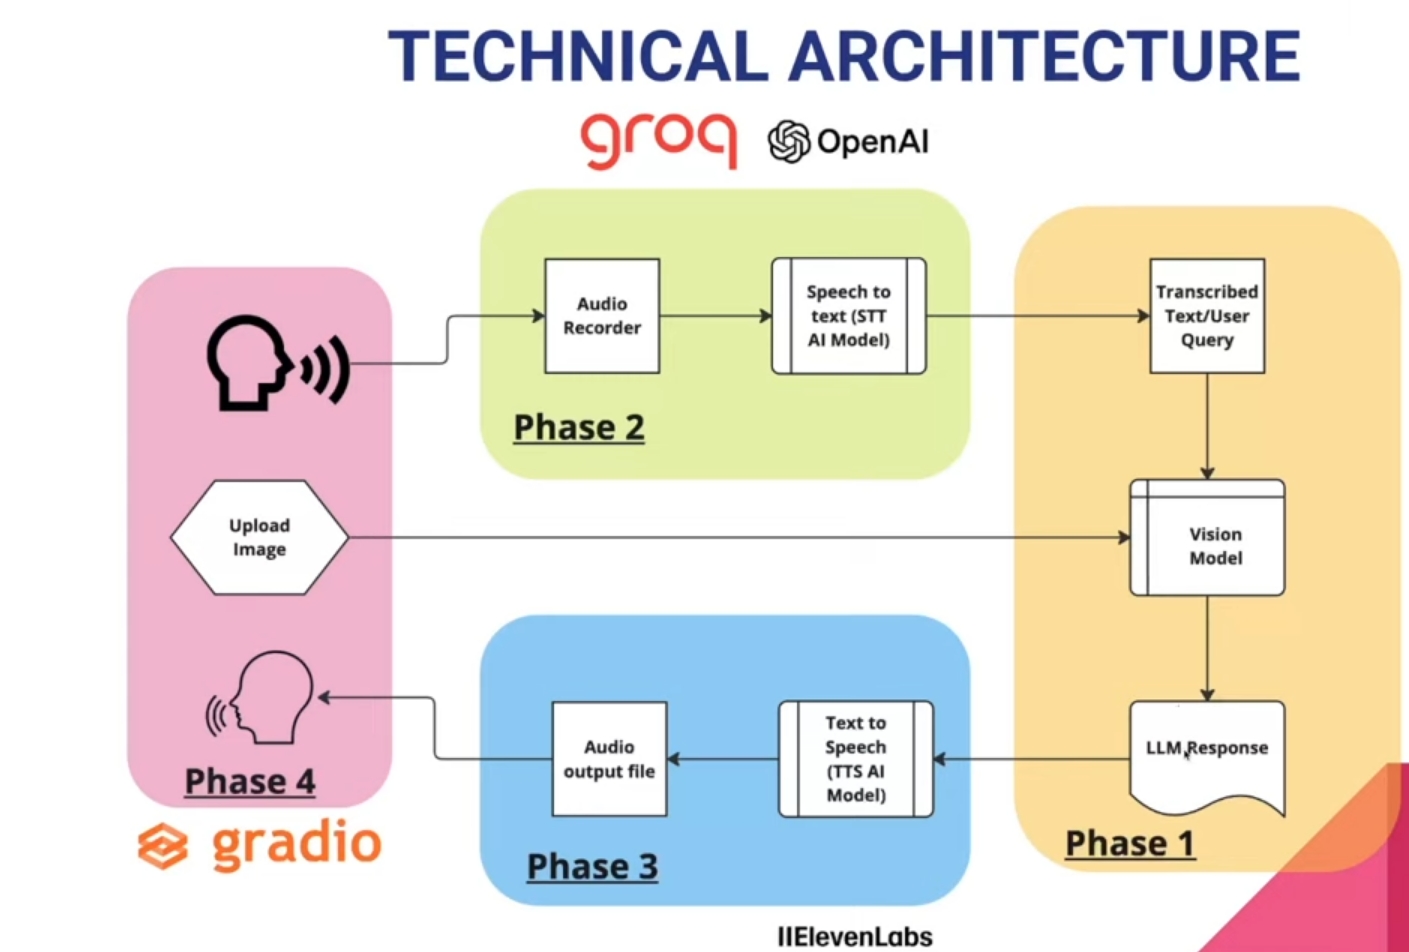 TECHNICAL ARCHITECTURE
groq
OpenAI
Audio
Recorder
Speech to
text (STT
AI Model)
Phase 2
Transcribed
Text/User
Query
Upload
Image
Vision
Model
LLM Response
Phase 1
Text to
Speech
(TTS AI
Model)
Audio
output file
Phase 3
IIElevenLabs
Phase 4
gradio